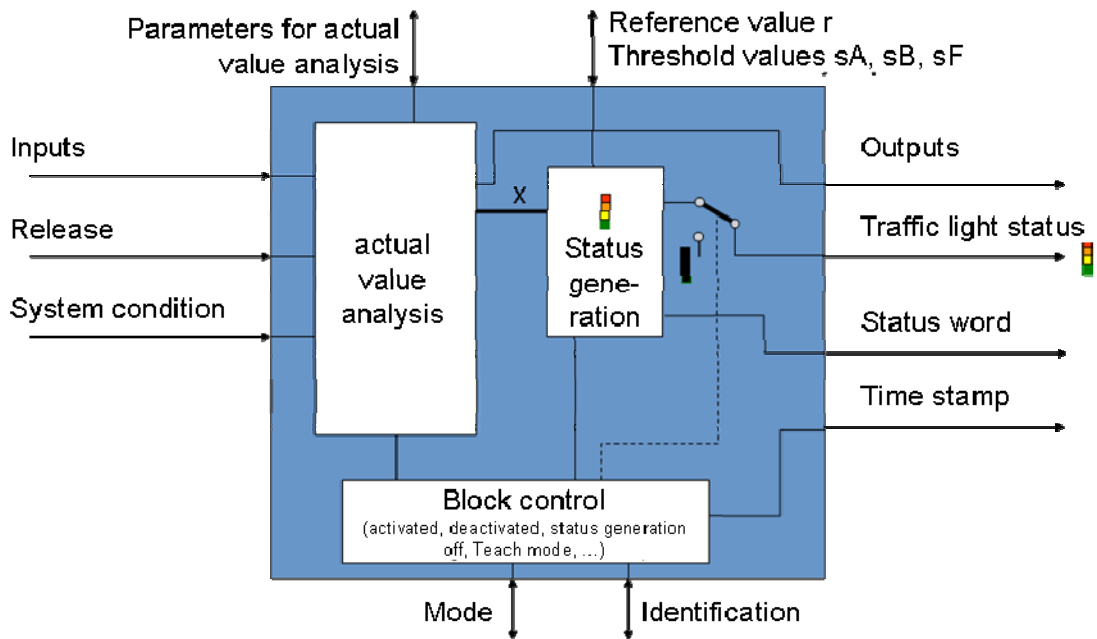 Parameters for actual
value analysis
Reference value r
Threshold values sA, sB, sF
Inputs
Release
System condition
actual
value
analysis
X
Status
gene-
ration
Outputs
Traffic light status
Status word
Time stamp
Block control
(activated, deactivated, status generation
off, Teach mode, ...)
Mode
Identification